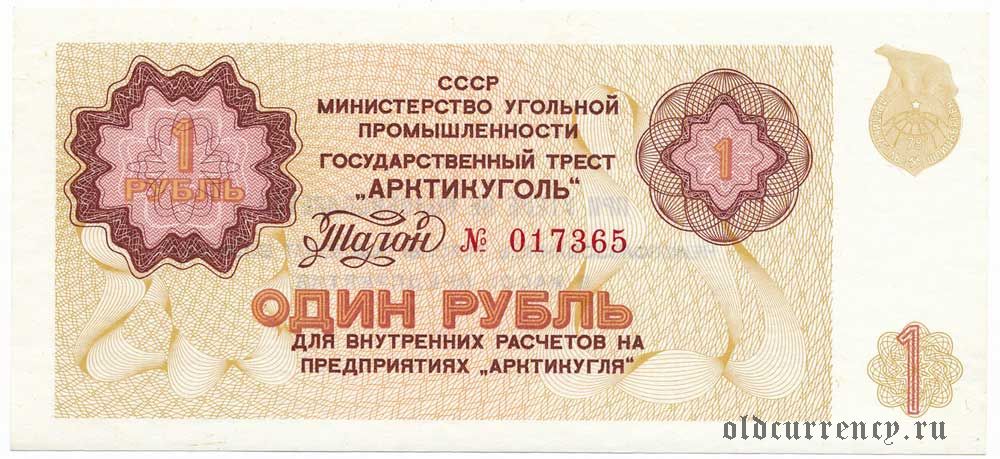 СССР
МИНИСТЕРСТВО УГОЛЬНОЙ
ПРОМЫШЛЕННОСТИ
ГОСУДАРСТВЕННЫЙ ТРЕСТ
„АРКТИКУГОЛЬ“
1
РУБЛЬ
1
Талон № 017365
ОДИН РУБЛЬ
ДЛЯ ВНУТРЕННИХ РАСЧЕТОВ НА
ПРЕДПРИЯТИЯХ „АРКТИКУГЛЯ“
1
oldcurrency.ru